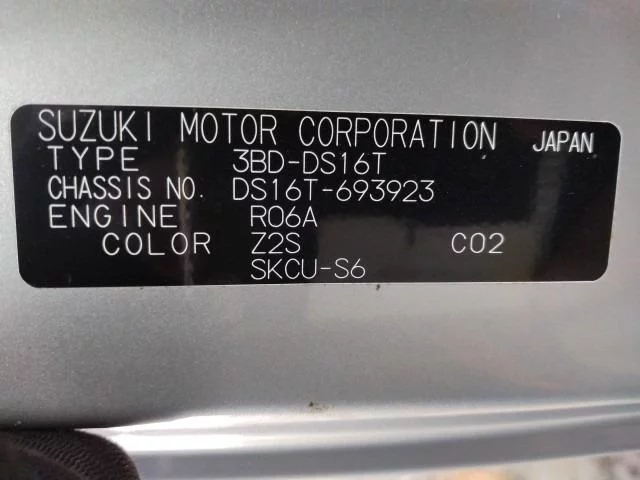 SUZUKI MOTOR CORPORATION JAPAN
TYPE 3BD-DS16T
CHASSIS NO. DS16T-693923
ENGINE R06A
COLOR Z2S C02
SKCU-S6